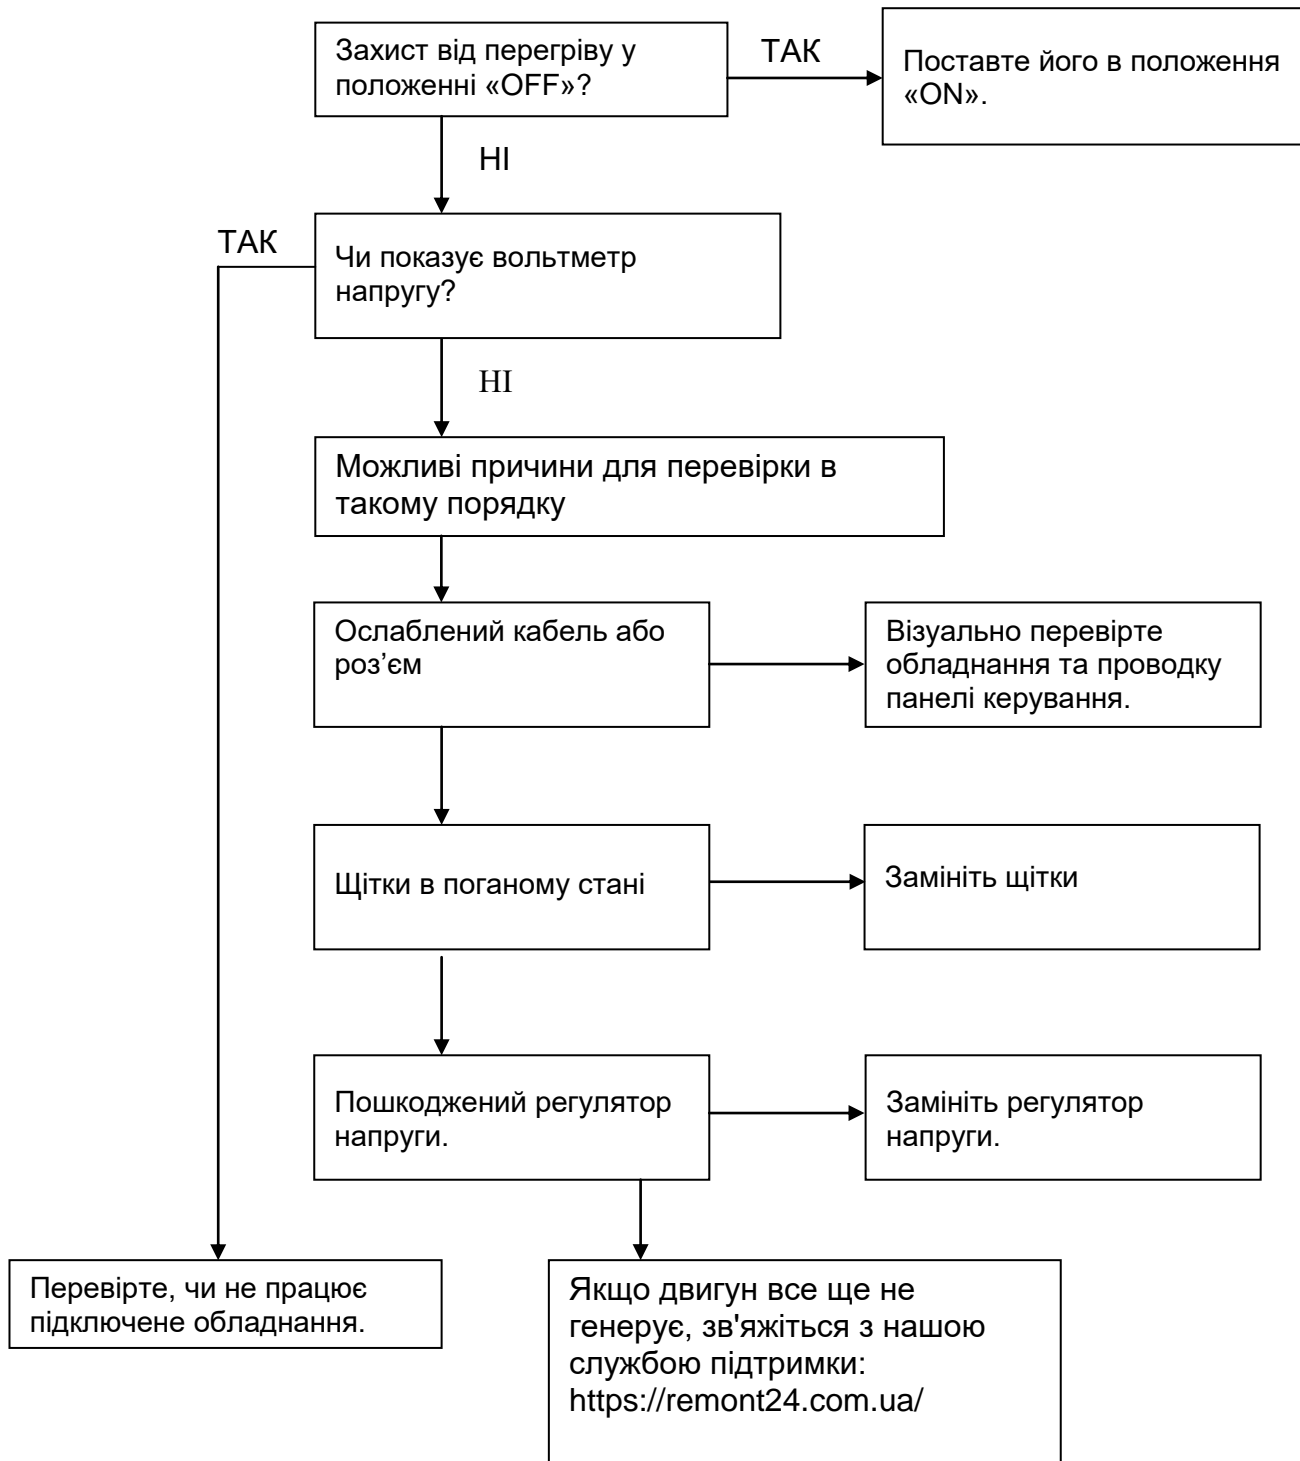 Захист від перегріву у
положенні «OFF»?
ТАК
Поставте його в положення
«ON».
НІ
ТАК
Чи показує вольтметр
напругу?
НІ
Можливі причини для перевірки в
такому порядку
Ослаблений кабель або
роз’єм
Візуально перевірте
обладнання та проводку
панелі керування.
Щітки в поганому стані
Замініть щітки
Пошкоджений регулятор
напруги.
Замініть регулятор
напруги.
Перевірте, чи не працює
підключене обладнання.
Якщо двигун все ще не
генерує, зв'яжіться з нашою
службою підтримки:
https://remont24.com.ua/